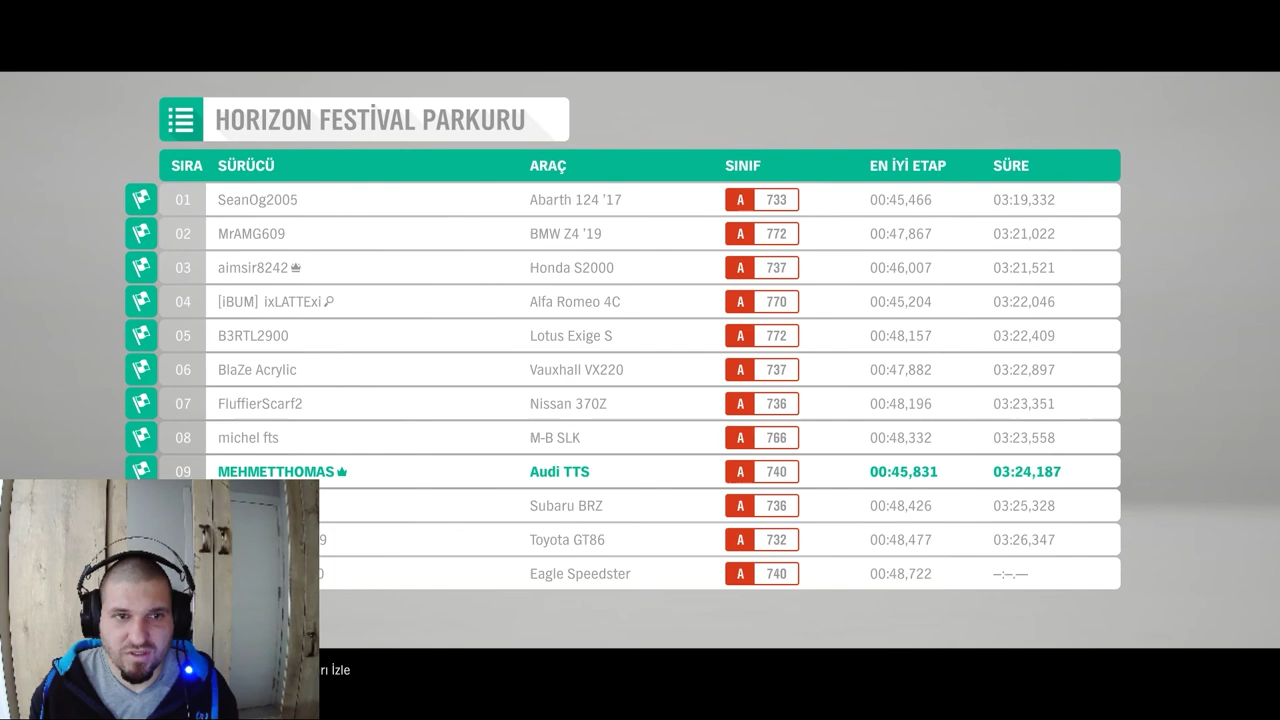 HORIZON FESTİVAL PARKURU
SIRA SÜRÜCÜ ARAÇ SINIF EN İYİ ETAP SÜRE
01 SeanOg2005 Abarth 124 '17 A 733 00:45,466 03:19,332
02 MrAMG609 BMW Z4 '19 A 772 00:47,867 03:21,022
03 aimsir8242 Honda S2000 A 737 00:46,007 03:21,521
04 [iBUM] ixLATTExi Alfa Romeo 4C A 770 00:45,204 03:22,046
05 B3RTL2900 Lotus Exige S A 772 00:48,157 03:22,409
06 BlaZe Acrylic Vauxhall VX220 A 737 00:47,882 03:22,897
07 FluffierScarf2 Nissan 370Z A 736 00:48,196 03:23,351
08 michel fts M-B SLK A 766 00:48,332 03:23,558
09 MEHMETTHOMAS Audi TTS A 740 00:45,831 03:24,187
Subaru BRZ A 736 00:48,426 03:25,328
9 Toyota GT86 A 732 00:48,477 03:26,347
Eagle Speedster A 740 00:48,722 --:--.---
İzle